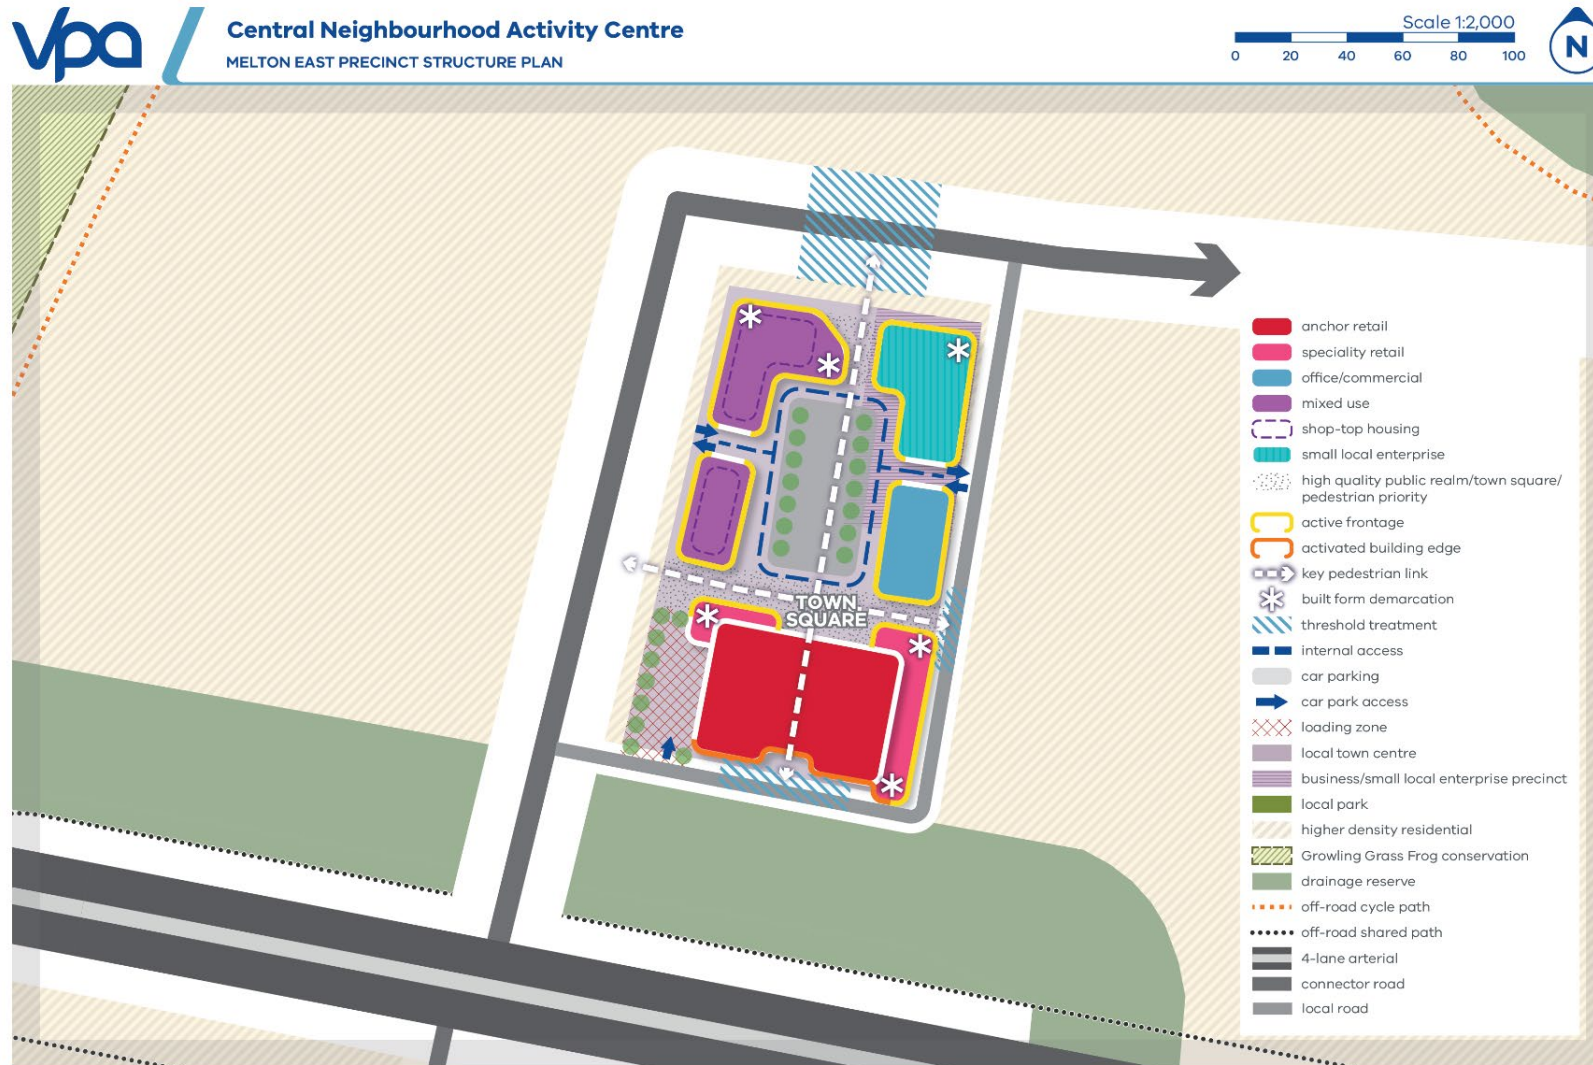 vpa
Central Neighbourhood Activity Centre
MELTON EAST PRECINCT STRUCTURE PLAN
Scale 1:2,000
0 20 40 60 80 100
N
TOWN
SQUARE
anchor retail
speciality retail
office/commercial
mixed use
shop-top housing
small local enterprise
high quality public realm/town square/
pedestrian priority
active frontage
activated building edge
key pedestrian link
built form demarcation
threshold treatment
internal access
car parking
car park access
loading zone
local town centre
business/small local enterprise precinct
local park
higher density residential
Growling Grass Frog conservation
drainage reserve
off-road cycle path
off-road shared path
4-lane arterial
connector road
local road